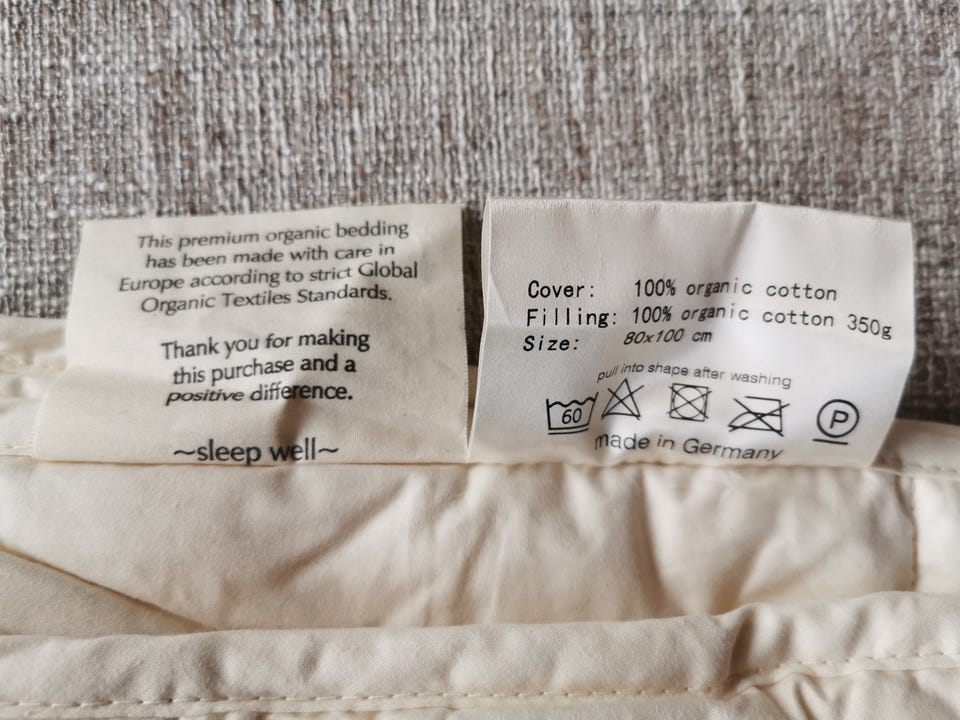 This premium organic bedding
has been made with care in
Europe according to strict Global
Organic Textiles Standards.
Thank you for making
this purchase and a
positive difference.
~sleep well~
Cover: 100% organic cotton
Filling: 100% organic cotton 350g
Size: 80x100 cm
pull into shape after washing
60
P
made in Germany